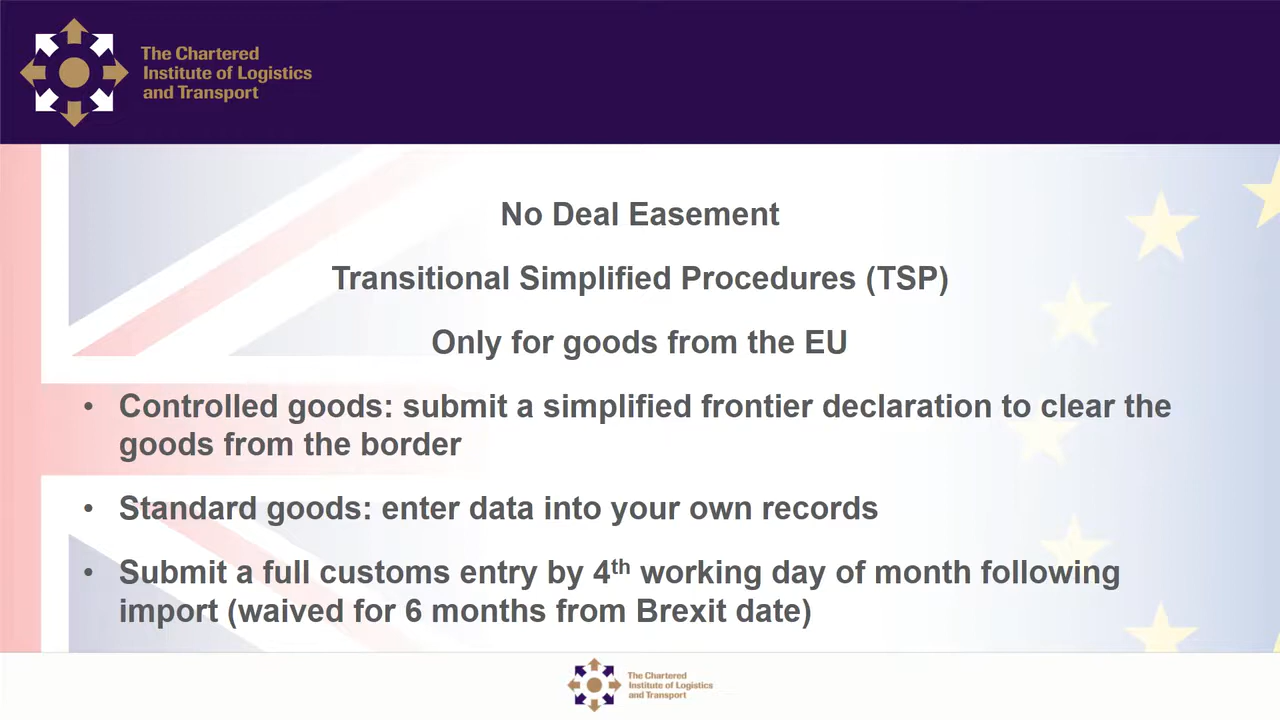 The Chartered
Institute of Logistics
and Transport
No Deal Easement
Transitional Simplified Procedures (TSP)
Only for goods from the EU
• Controlled goods: submit a simplified frontier declaration to clear the
goods from the border
• Standard goods: enter data into your own records
• Submit a full customs entry by 4th working day of month following
import (waived for 6 months from Brexit date)
The Chartered
Institute of Logistics
and Transport